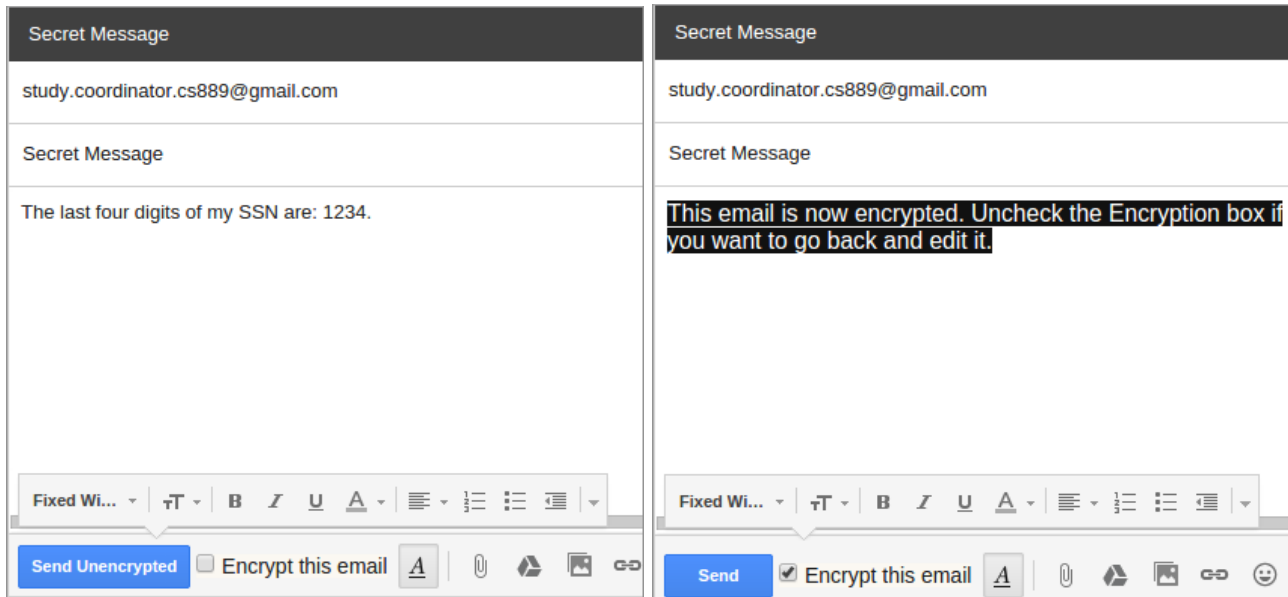 Secret Message
study.coordinator.cs889@gmail.com
Secret Message
The last four digits of my SSN are: 1234.
Fixed Wi... TT B I U A
Send Unencrypted Encrypt this email A
Secret Message
study.coordinator.cs889@gmail.com
Secret Message
This email is now encrypted. Uncheck the Encryption box if
you want to go back and edit it.
Fixed Wi... TT B I U A
Send Encrypt this email A